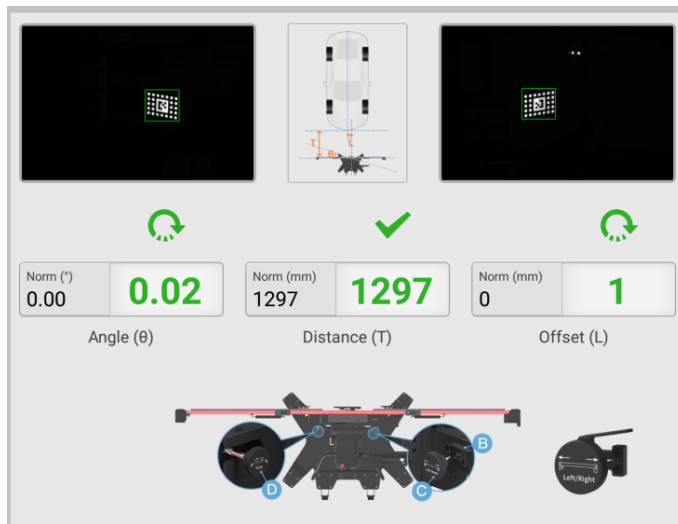 T
L
θ
Norm (°)
0.00
0.02
Norm (mm)
1297
1297
Norm (mm)
0
1
Angle (θ)
Distance (T)
Offset (L)
L
B
D
C
Left/Right